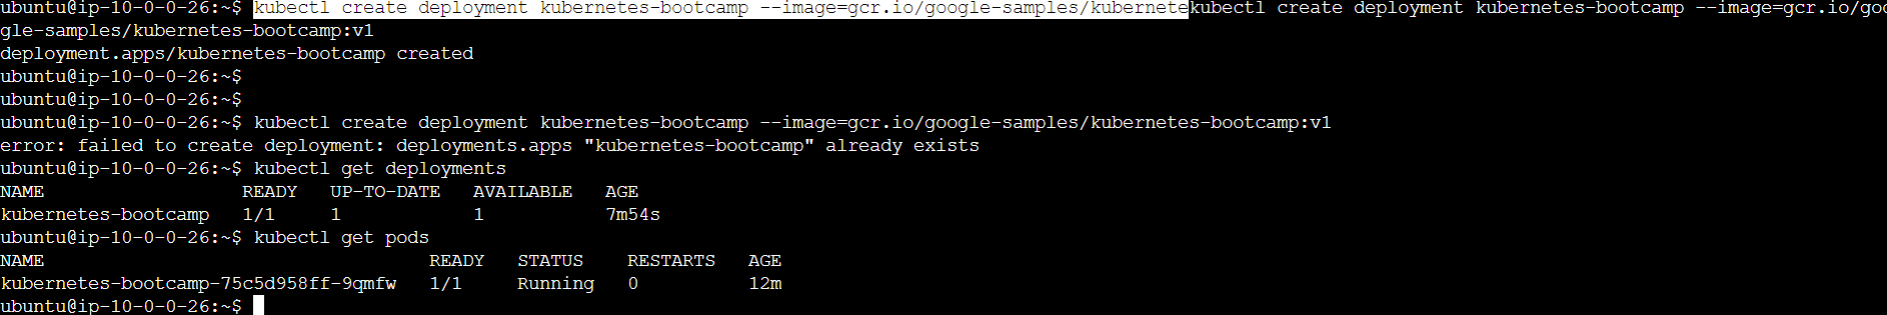 ubuntu@ip-10-0-0-26:~$ kubectl create deployment kubernetes-bootcamp --image=gcr.io/google-samples/kubernetekubectl create deployment kubernetes-bootcamp --image=gcr.io/goo
gle-samples/kubernetes-bootcamp:v1
deployment.apps/kubernetes-bootcamp created
ubuntu@ip-10-0-0-26:~$
ubuntu@ip-10-0-0-26:~$
ubuntu@ip-10-0-0-26:~$ kubectl create deployment kubernetes-bootcamp --image=gcr.io/google-samples/kubernetes-bootcamp:v1
error: failed to create deployment: deployments.apps "kubernetes-bootcamp" already exists
ubuntu@ip-10-0-0-26:~$ kubectl get deployments
NAME READY UP-TO-DATE AVAILABLE AGE
kubernetes-bootcamp 1/1 1 1 7m54s
ubuntu@ip-10-0-0-26:~$ kubectl get pods
NAME READY STATUS RESTARTS AGE
kubernetes-bootcamp-75c5d958ff-9qmfw 1/1 Running 0 12m
ubuntu@ip-10-0-0-26:~$